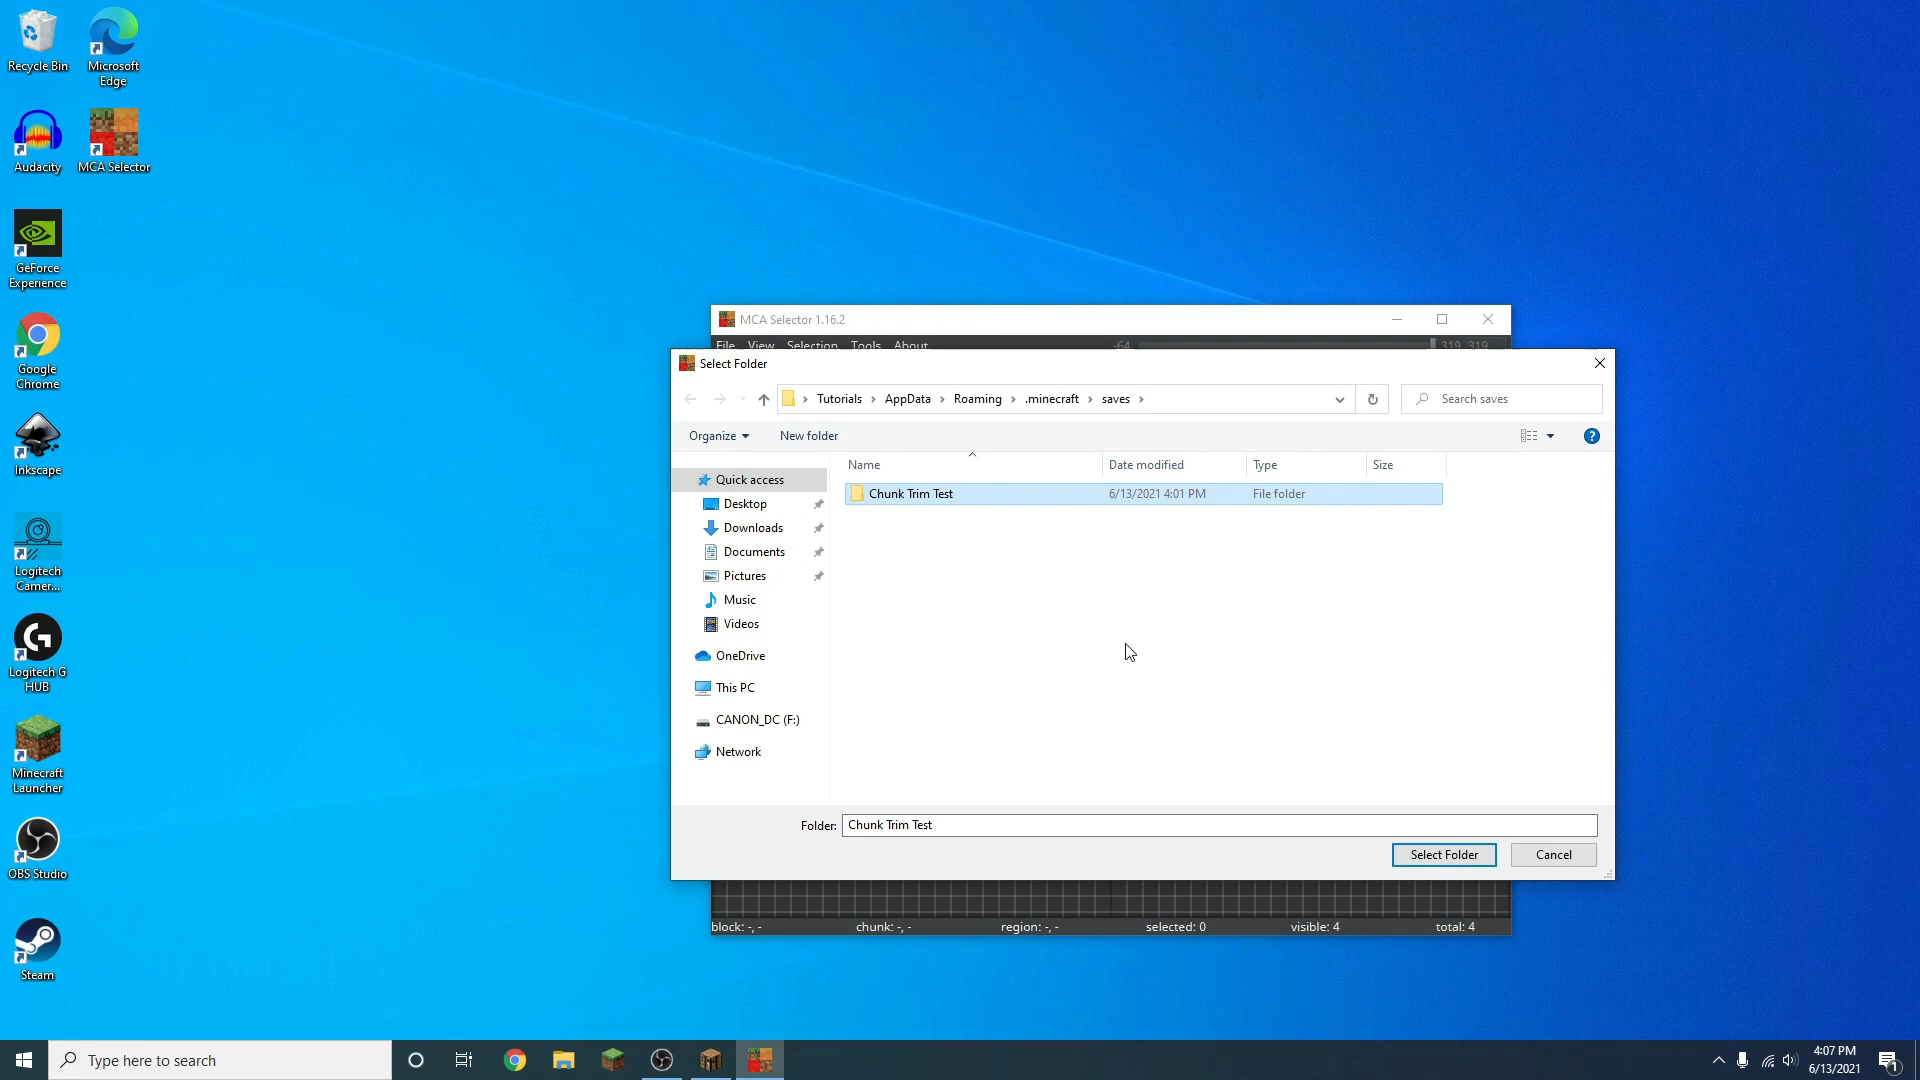 Recycle Bin
Microsoft
Edge
Audacity
MCA Selector
GeForce
Experience
Google
Chrome
Inkscape
Logitech
Camer...
Logitech G
HUB
Minecraft
Launcher
OBS Studio
Steam
MCA Selector 1.16.2
File View Selection Tools About -64 319 319
Select Folder
Tutorials AppData Roaming .minecraft saves
Search saves
Organize New folder
Name Date modified Type Size
Chunk Trim Test 6/13/2021 4:01 PM File folder
Quick access
Desktop
Downloads
Documents
Pictures
Music
Videos
OneDrive
This PC
CANON_DC (F:)
Network
Folder: Chunk Trim Test
Select Folder Cancel
block: -, - chunk: -, - region: -, - selected: 0 visible: 4 total: 4
Type here to search
4:07 PM
6/13/2021
1